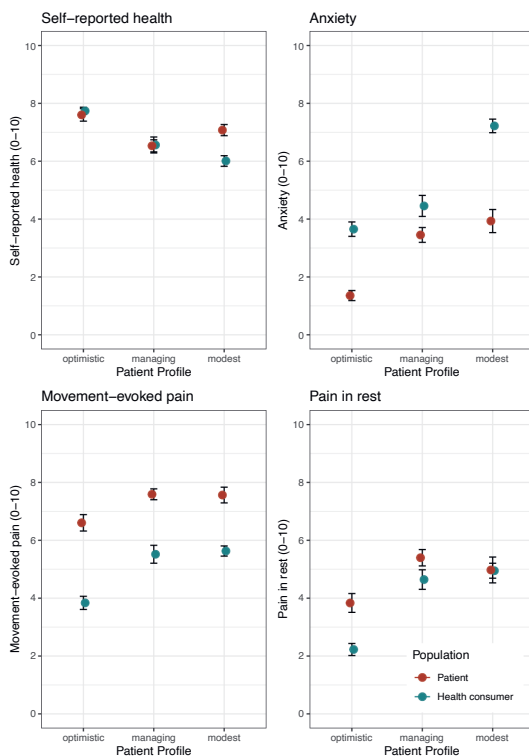 Self−reported health
Self−reported health (0−10)
10
8
6
4
2
0
optimistic managing modest
Patient Profile
Anxiety
Anxiety (0−10)
10
8
6
4
2
0
optimistic managing modest
Patient Profile
Movement−evoked pain
Movement−evoked pain (0−10)
10
8
6
4
2
0
optimistic managing modest
Patient Profile
Pain in rest
Pain in rest (0−10)
10
8
6
4
2
0
optimistic managing modest
Patient Profile
Population
Patient
Health consumer